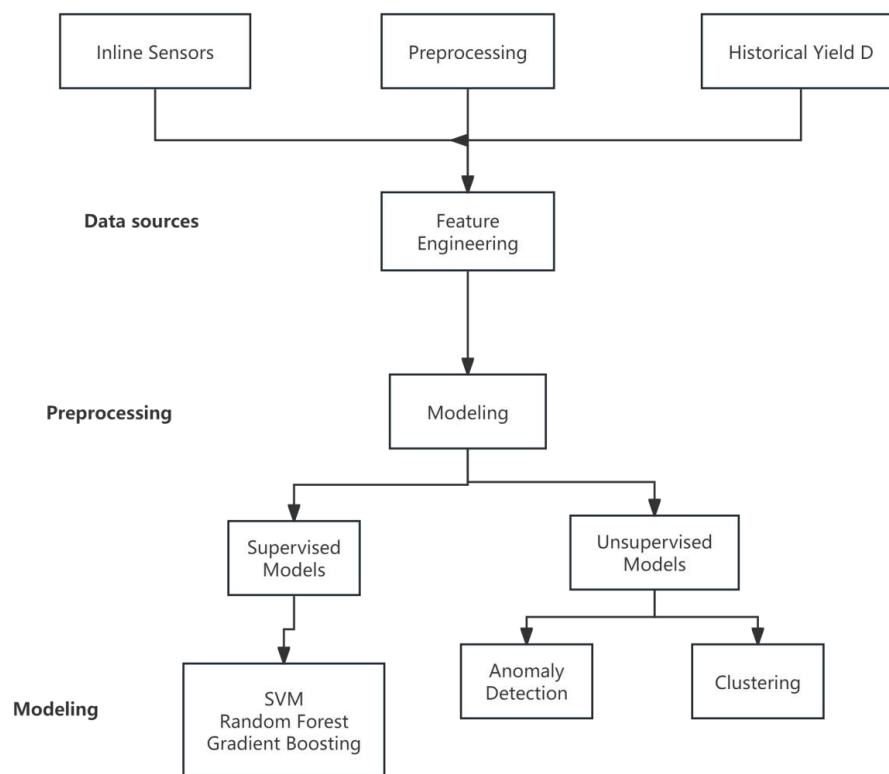 Inline Sensors
Preprocessing
Historical Yield D
Data sources
Feature
Engineering
Preprocessing
Modeling
Supervised
Models
Unsupervised
Models
Modeling
SVM
Random Forest
Gradient Boosting
Anomaly
Detection
Clustering